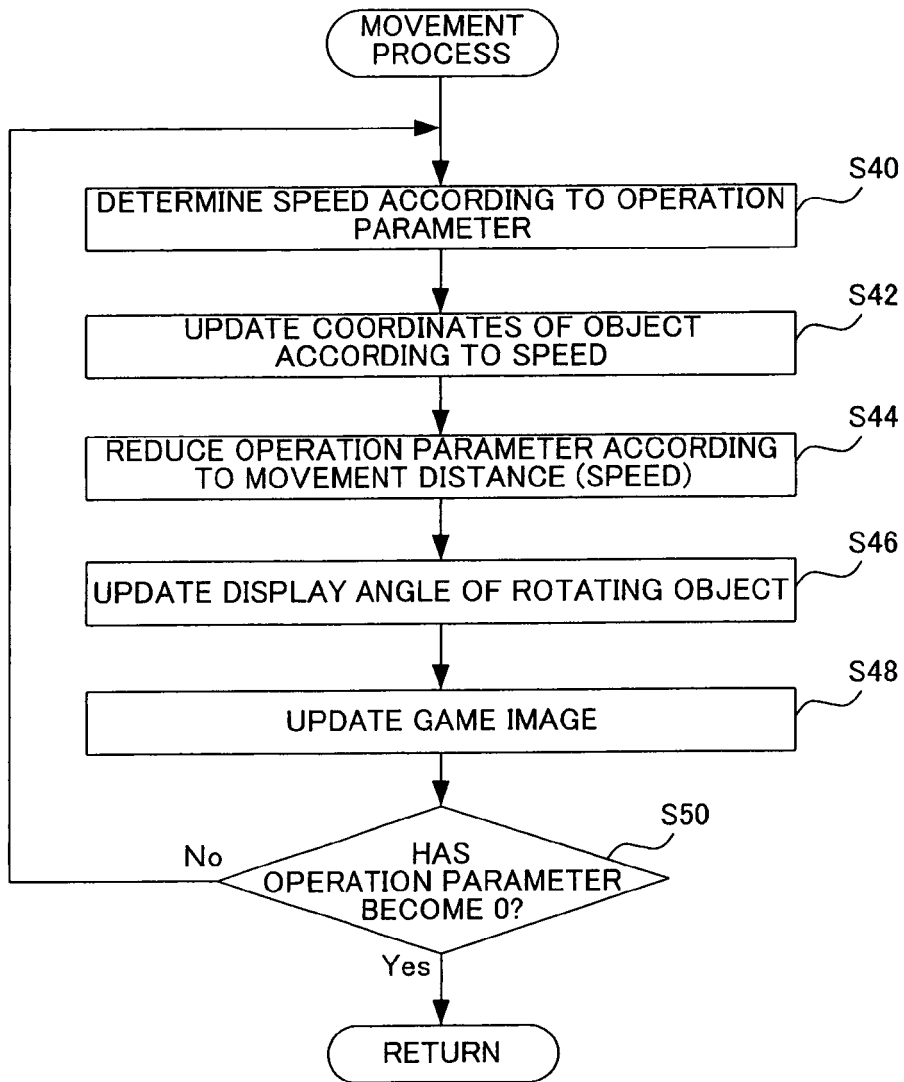 MOVEMENT
PROCESS
S40
DETERMINE SPEED ACCORDING TO OPERATION
PARAMETER
S42
UPDATE COORDINATES OF OBJECT
ACCORDING TO SPEED
S44
REDUCE OPERATION PARAMETER ACCORDING
TO MOVEMENT DISTANCE (SPEED)
S46
UPDATE DISPLAY ANGLE OF ROTATING OBJECT
S48
UPDATE GAME IMAGE
S50
No
HAS
OPERATION PARAMETER
BECOME 0?
Yes
RETURN